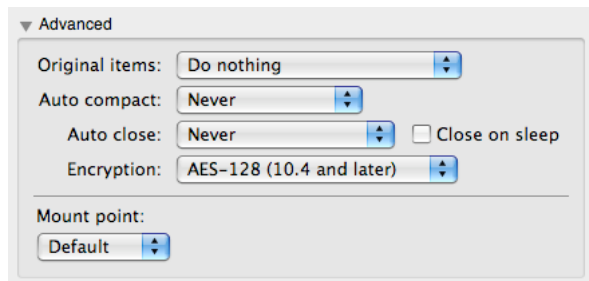 Advanced
Original items: Do nothing
Auto compact: Never
Auto close: Never Close on sleep
Encryption: AES-128 (10.4 and later)
Mount point:
Default